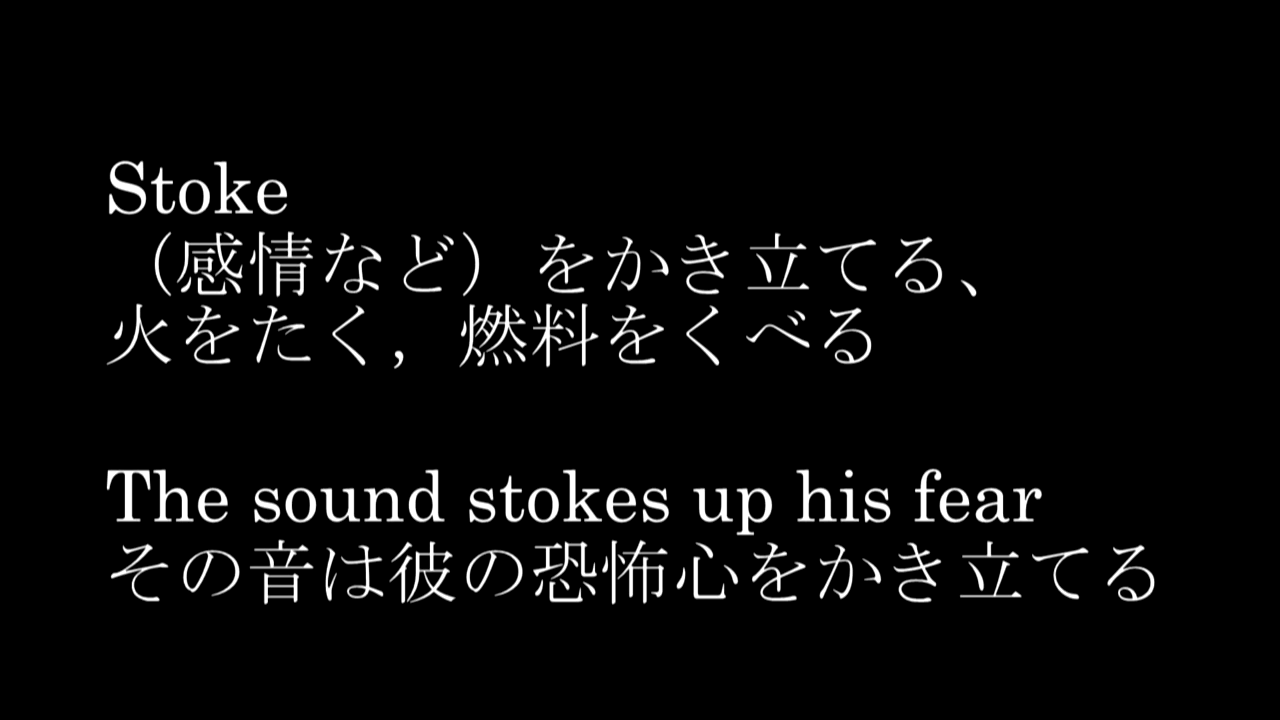 Stoke
（感情など）をかき立てる、
火をたく，燃料をくべる
The sound stokes up his fear
その音は彼の恐怖心をかき立てる